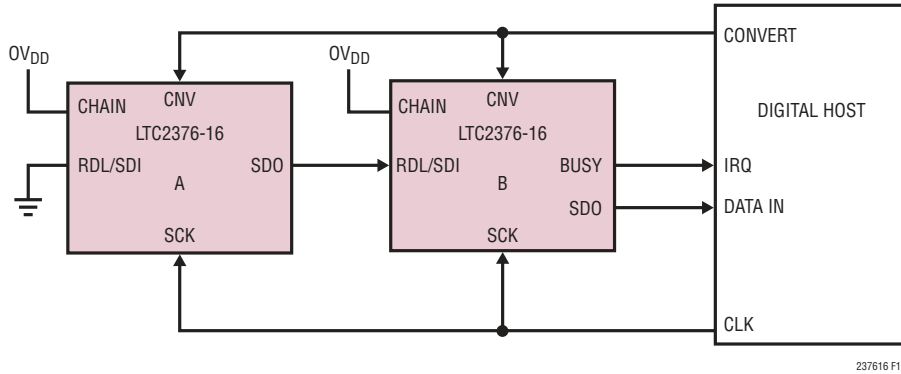 CONVERT
OVDD
OVDD
CHAIN
CNV
CHAIN
CNV
DIGITAL HOST
LTC2376-16
LTC2376-16
RDL/SDI
SDO
RDL/SDI
BUSY
IRQ
A
B
SDO
DATA IN
SCK
SCK
CLK
237616 F1